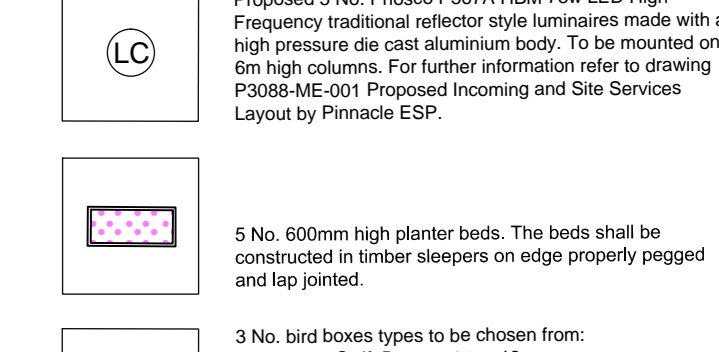 Frequency traditional reflector style luminaires made with a
LC
high pressure die cast aluminium body. To be mounted on
6m high columns. For further information refer to drawing
P3088-ME-001 Proposed Incoming and Site Services
Layout by Pinnacle ESP.
5 No. 600mm high planter beds. The beds shall be
constructed in timber sleepers on edge properly pegged
and lap jointed.
3 No. bird boxes types to be chosen from: